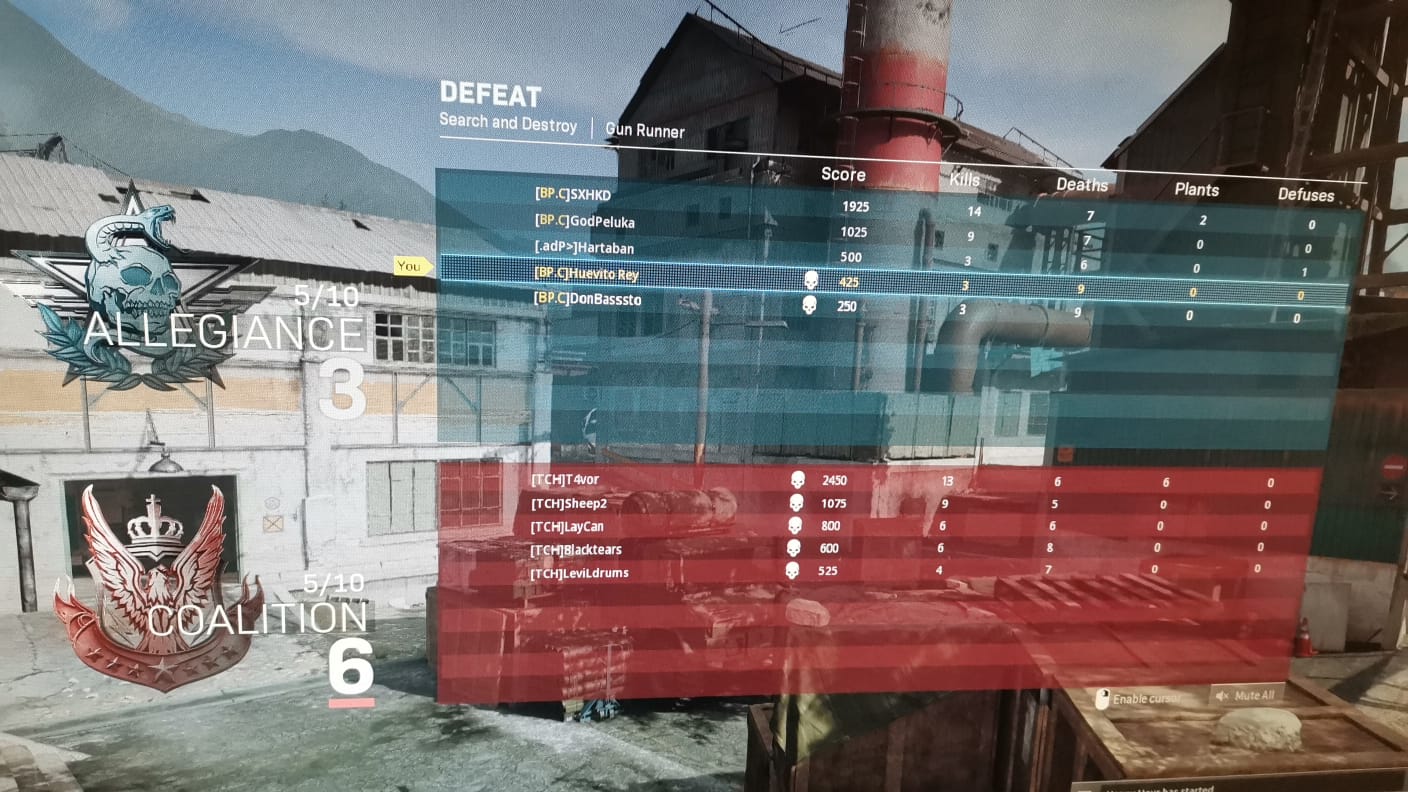 DEFEAT
Search and Destroy | Gun Runner
Score Kills Deaths Plants Defuses
[BP.C]SXHKD 1925 14 7 2 0
[BP.C]GodPeluka 1025 9 7 0 0
[.adP>]Hartaban 500 3 6 0 1
You [BP.C]Huevito Rey 425 3 9 0 0
[BP.C]DonBasssto 250 3 9 0 0
5/10
ALLEGIANCE
3
[TCH]T4vor 2450 13 6 6 0
[TCH]Sheep2 1075 9 5 0 0
[TCH]LayCan 800 6 6 0 0
[TCH]Blacktears 600 6 8 0 0
[TCH]LeviLdrums 525 4 7 0 0
5/10
COALITION
6
Enable cursor Mute All
has started